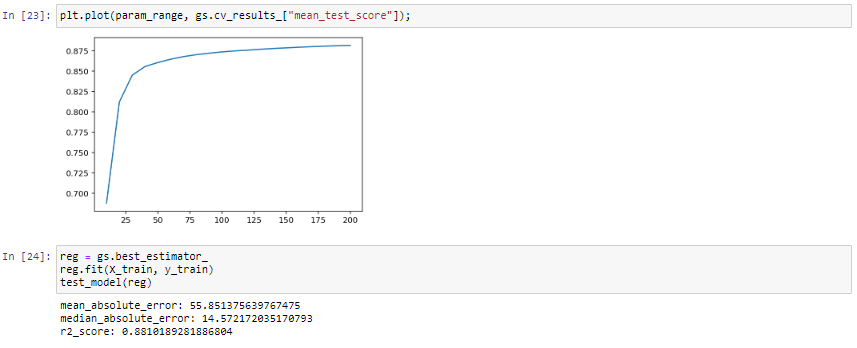 In [23]: plt.plot(param_range, gs.cv_results_["mean_test_score"]);
0.875
0.850
0.825
0.800
0.775
0.750
0.725
0.700
25 50 75 100 125 150 175 200
In [24]: reg = gs.best_estimator_
reg.fit(X_train, y_train)
test_model(reg)
mean_absolute_error: 55.851375639767475
median_absolute_error: 14.572172035170793
r2_score: 0.8810189281886804